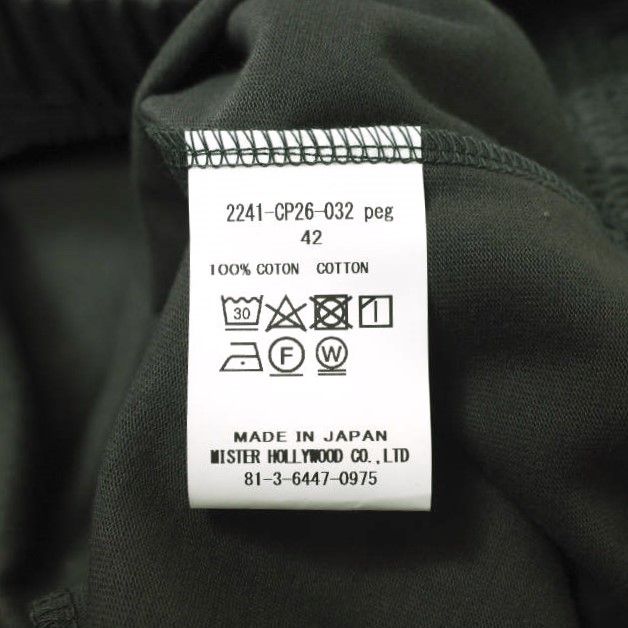 2241-CP26-032 peg
42
100% COTON COTTON
30
F W
MADE IN JAPAN
MISTER HOLLYWOOD CO.,LTD
81-3-6447-0975